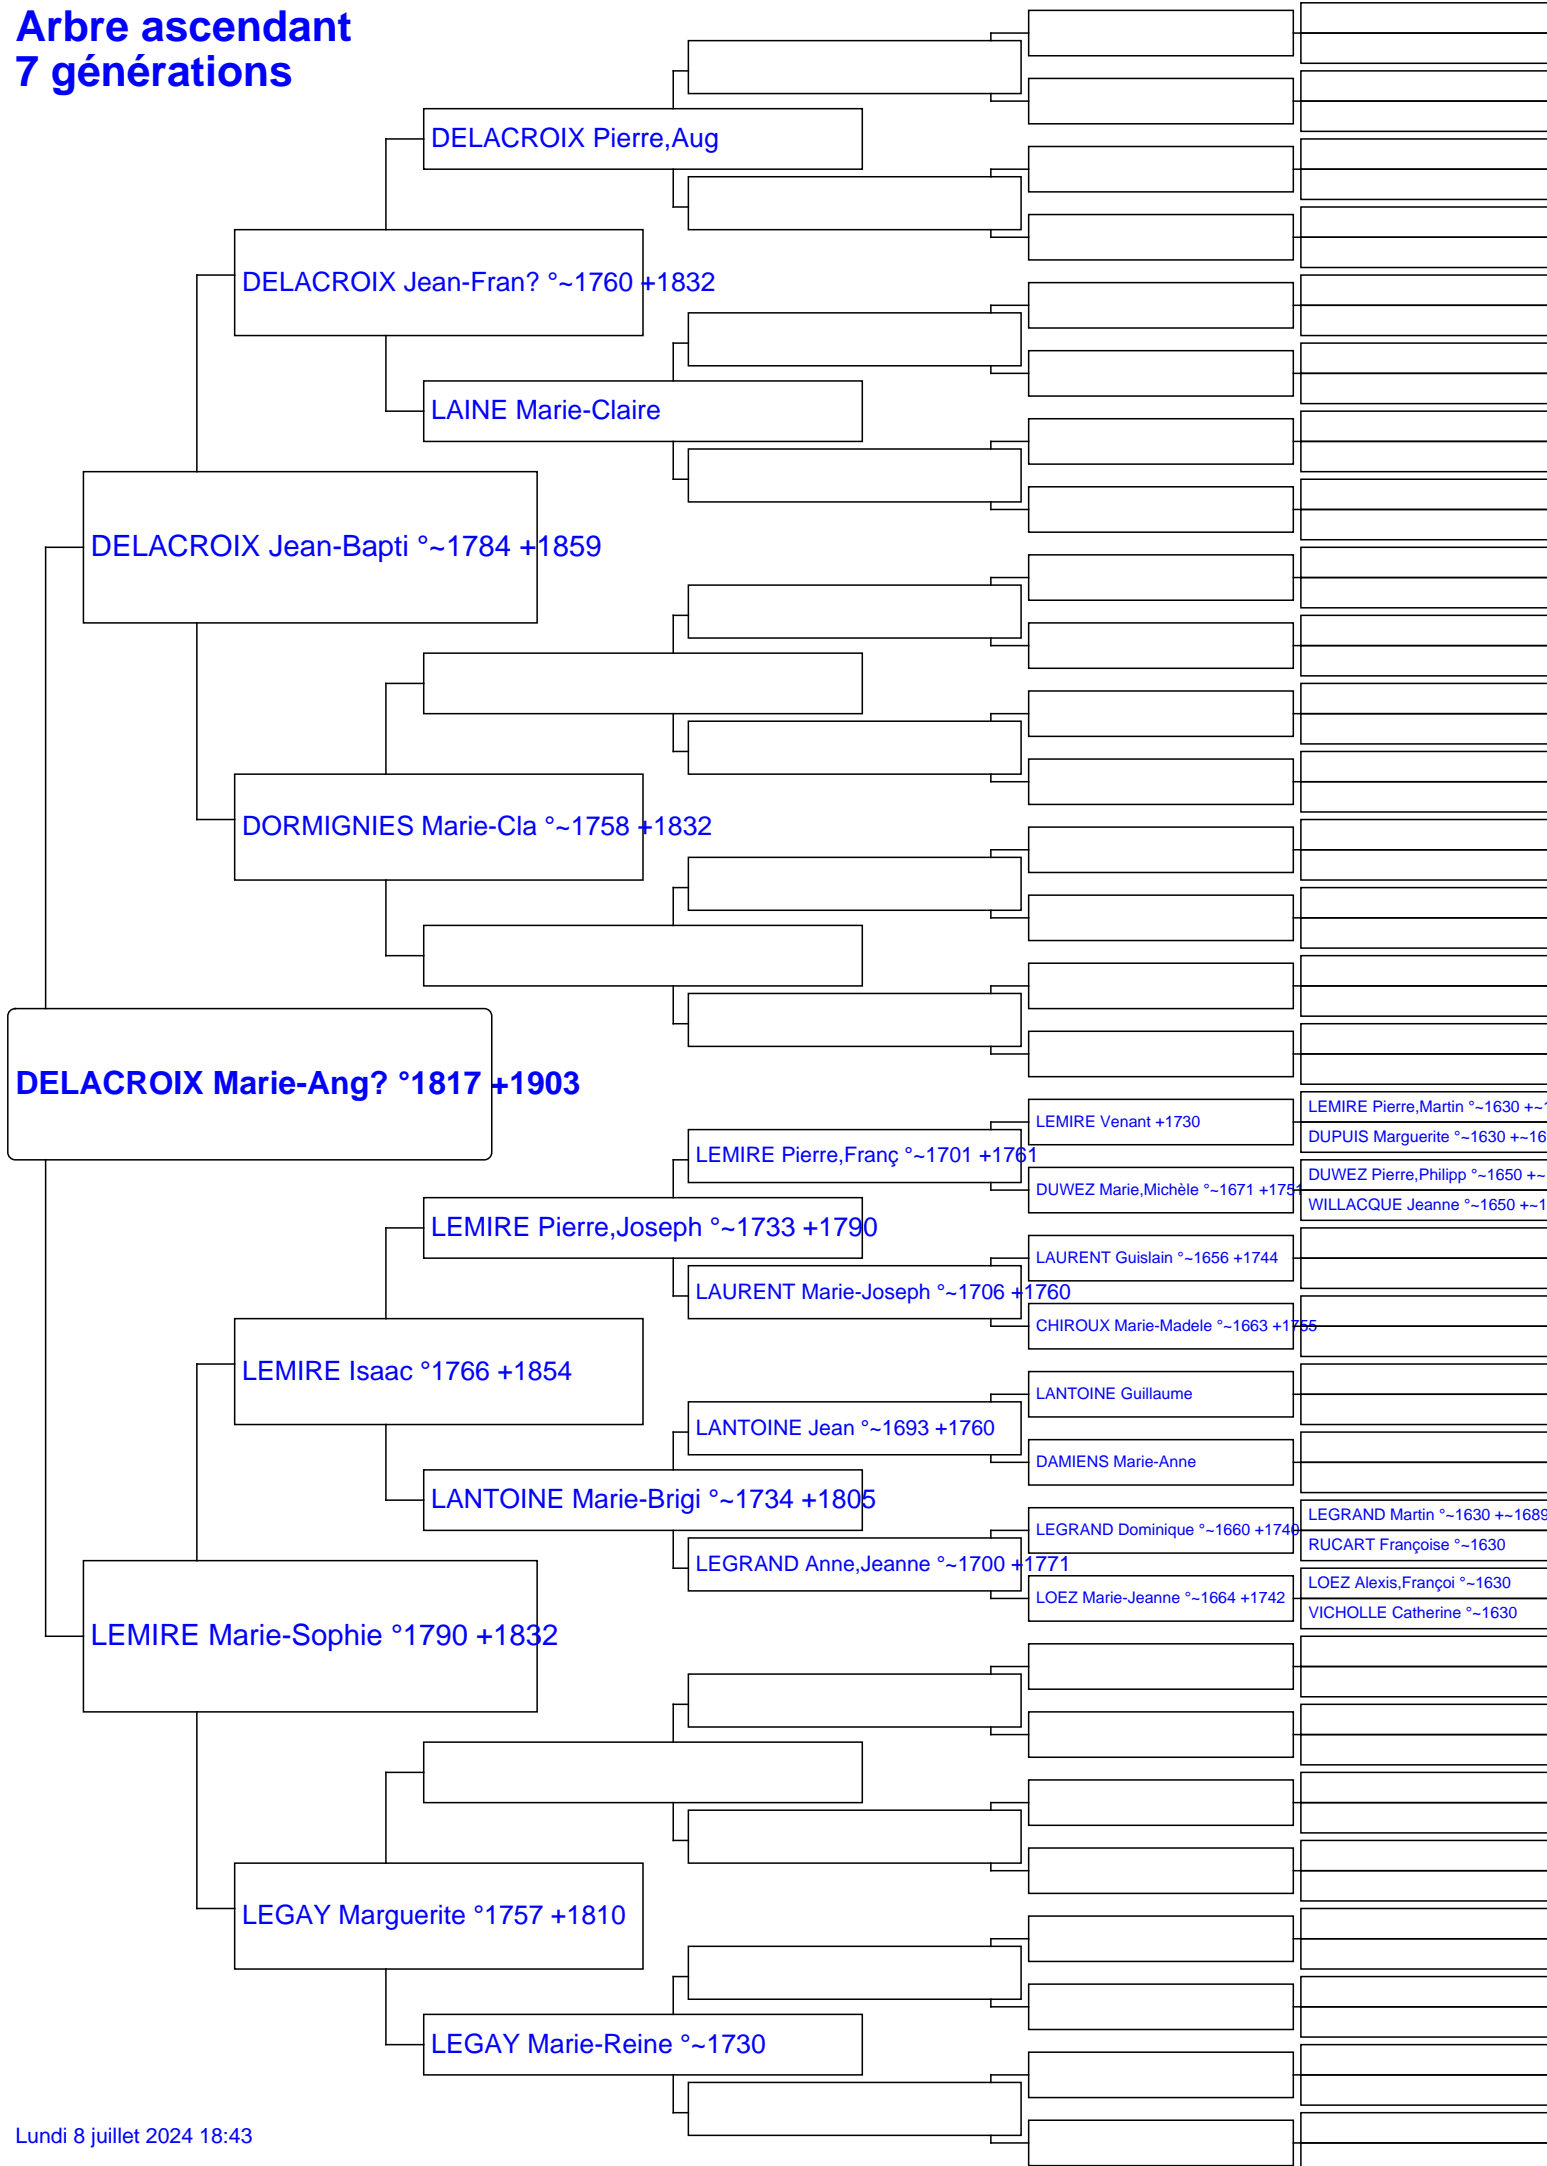 Arbre ascendant
7 générations
DELACROIX Pierre,Aug
DELACROIX Jean-Fran? °~1760 +1832
LAINE Marie-Claire
DELACROIX Jean-Bapti °~1784 +1859
DORMIGNIES Marie-Cla °~1758 +1832
DELACROIX Marie-Ang? °1817 +1903
LEMIRE Venant +1730
LEMIRE Pierre,Martin °~1630 +~1
DUPUIS Marguerite °~1630 +~16
LEMIRE Pierre,Franç °~1701 +1761
DUWEZ Marie,Michèle °~1671 +1751
DUWEZ Pierre,Philipp °~1650 +~
WILLACQUE Jeanne °~1650 +~1
LEMIRE Pierre,Joseph °~1733 +1790
LAURENT Guislain °~1656 +1744
LAURENT Marie-Joseph °~1706 +1760
CHIROUX Marie-Madele °~1663 +1755
LEMIRE Isaac °1766 +1854
LANTOINE Guillaume
LANTOINE Jean °~1693 +1760
DAMIENS Marie-Anne
LANTOINE Marie-Brigi °~1734 +1805
LEGRAND Dominique °~1660 +1740
LEGRAND Martin °~1630 +~1689
RUCART Françoise °~1630
LEGRAND Anne,Jeanne °~1700 +1771
LOEZ Marie-Jeanne °~1664 +1742
LOEZ Alexis,Françoi °~1630
VICHOLLE Catherine °~1630
LEMIRE Marie-Sophie °1790 +1832
LEGAY Marguerite °1757 +1810
LEGAY Marie-Reine °~1730
Lundi 8 juillet 2024 18:43